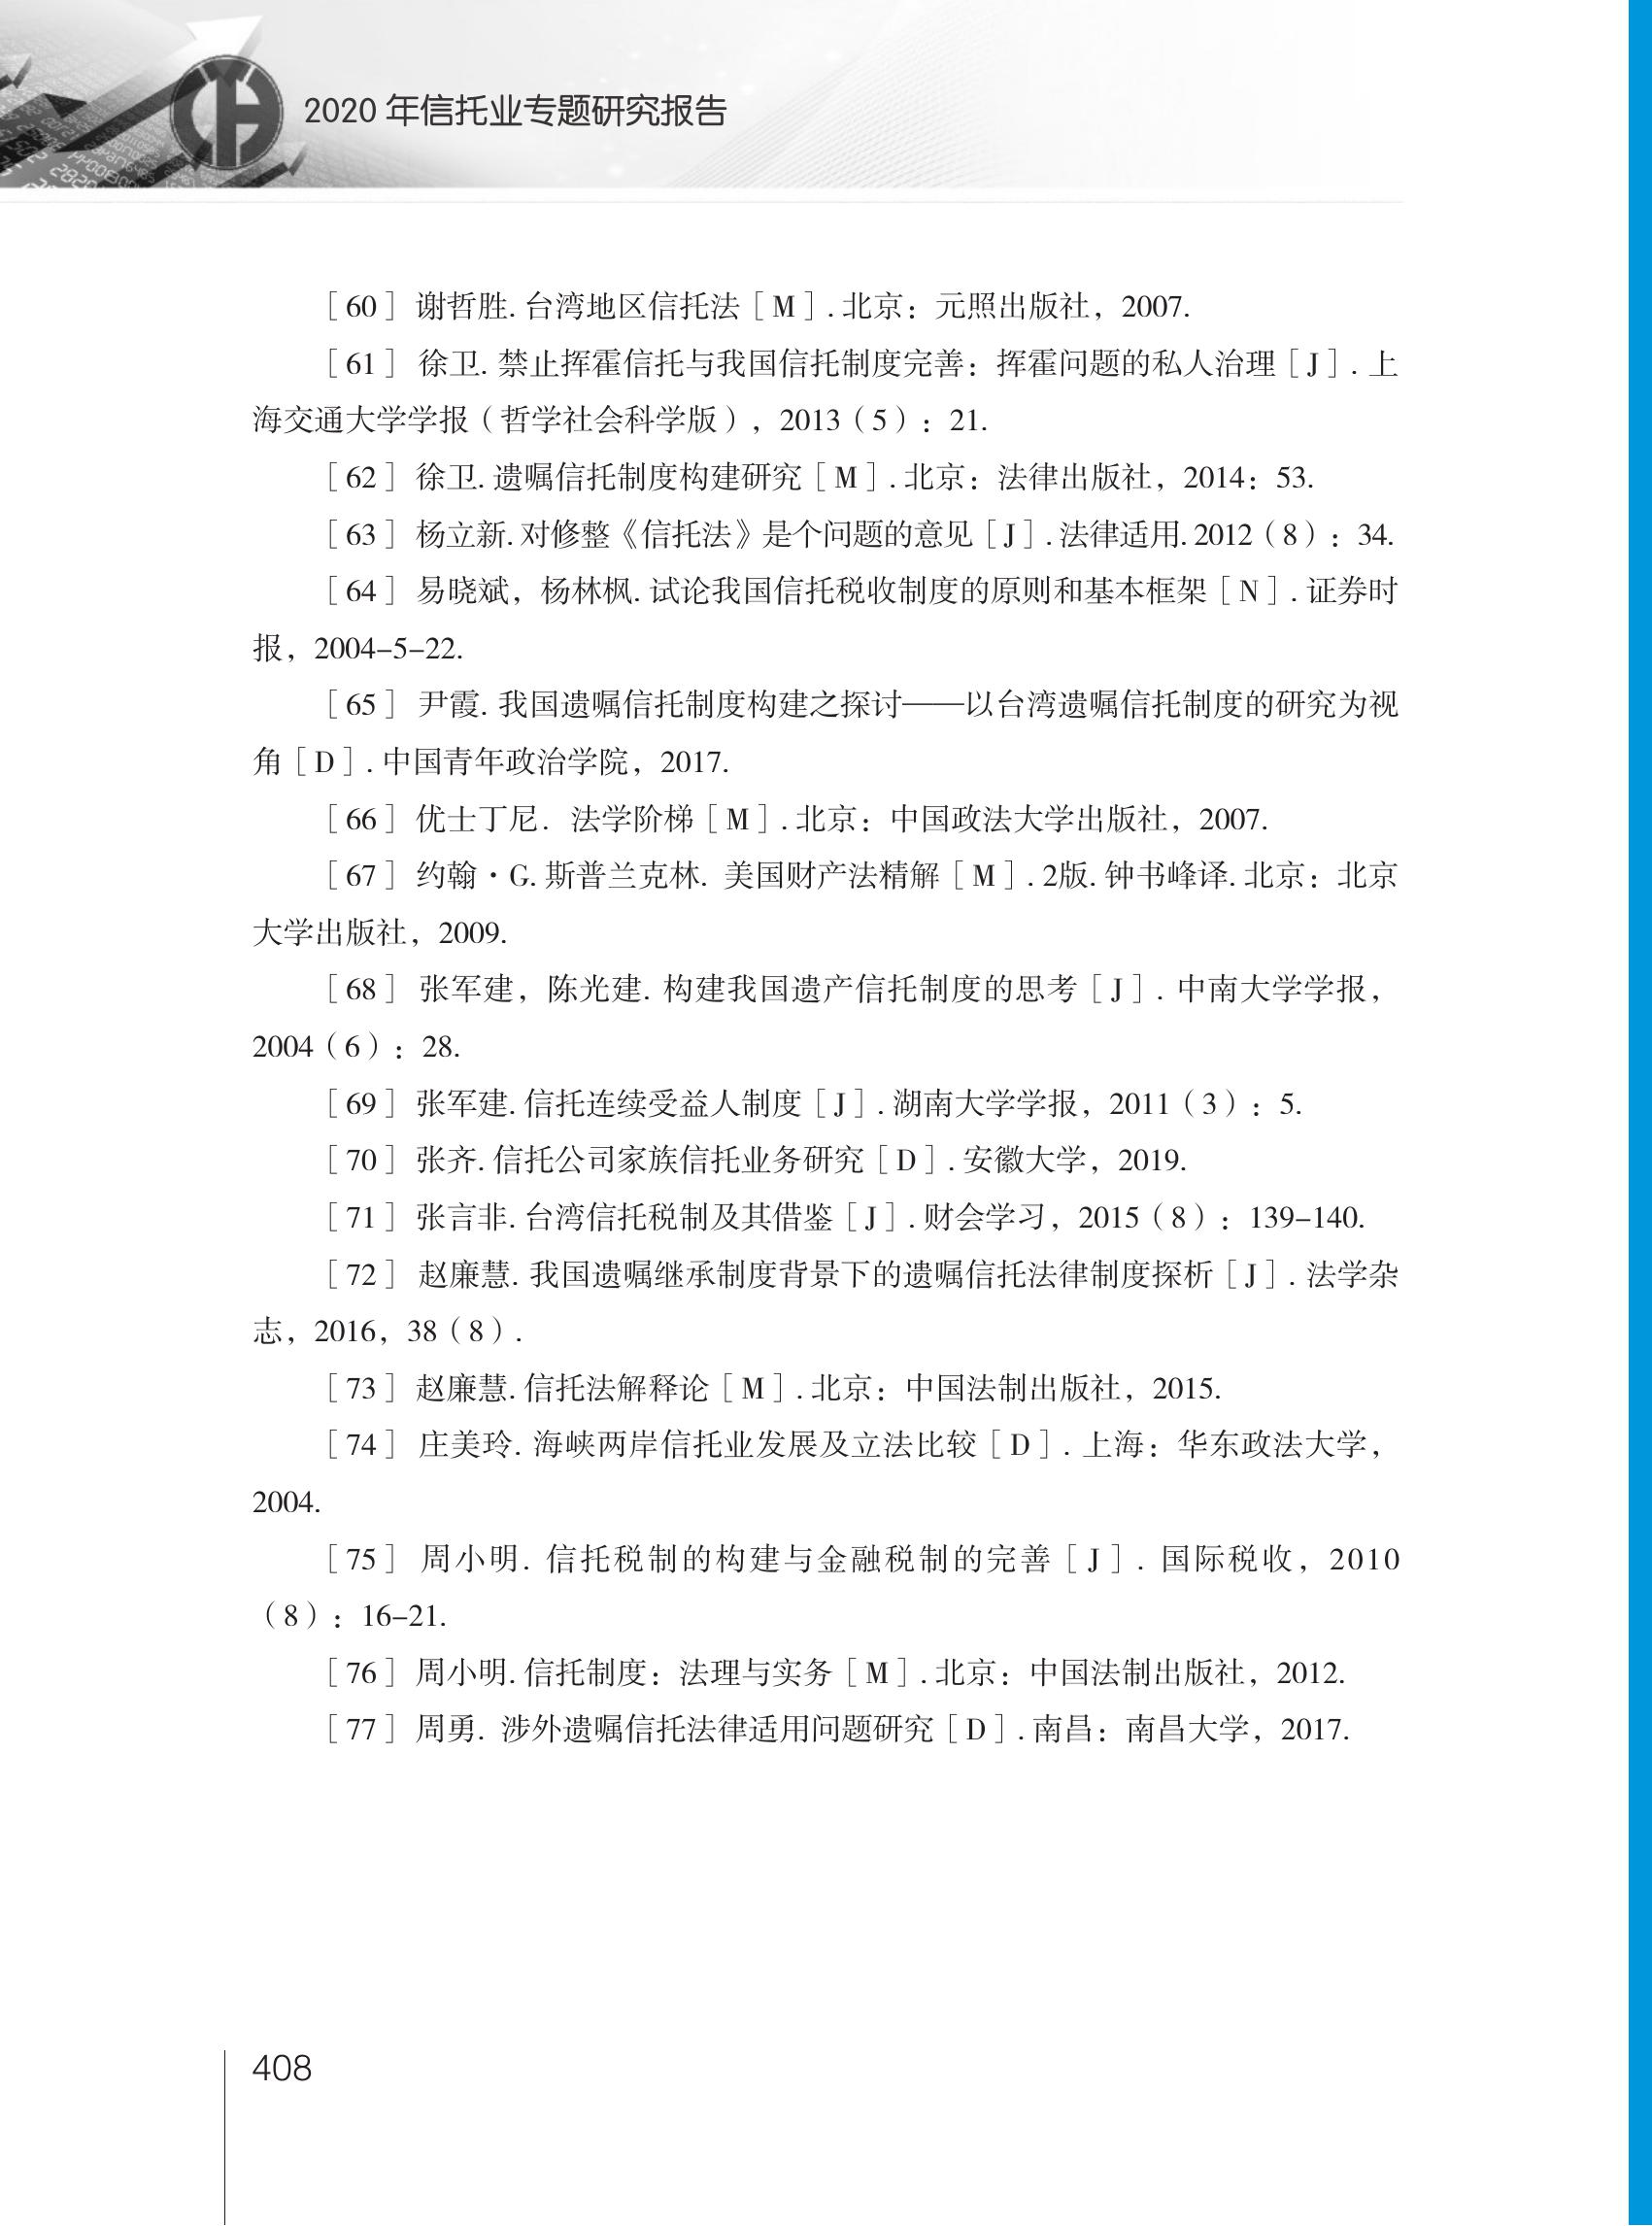 2020 年信托业专题研究报告
［60］ 谢哲胜. 台湾地区信托法［M］. 北京：元照出版社，2007.
［61］ 徐卫. 禁止挥霍信托与我国信托制度完善：挥霍问题的私人治理［J］. 上
海交通大学学报（哲学社会科学版），2013（5）：21.
［62］ 徐卫. 遗嘱信托制度构建研究［M］. 北京：法律出版社，2014：53.
［63］ 杨立新. 对修整《信托法》是个问题的意见［J］. 法律适用. 2012（8）：34.
［64］ 易晓斌，杨林枫. 试论我国信托税收制度的原则和基本框架［N］. 证券时
报，2004–5–22.
［65］ 尹霞. 我国遗嘱信托制度构建之探讨——以台湾遗嘱信托制度的研究为视
角［D］. 中国青年政治学院，2017.
［66］ 优士丁尼. 法学阶梯［M］. 北京：中国政法大学出版社，2007.
［67］ 约翰·G. 斯普兰克林. 美国财产法精解［M］. 2版. 钟书峰译. 北京：北京
大学出版社，2009.
［68］ 张军建，陈光建. 构建我国遗产信托制度的思考［J］. 中南大学学报，
2004（6）：28.
［69］ 张军建. 信托连续受益人制度［J］. 湖南大学学报，2011（3）：5.
［70］ 张齐. 信托公司家族信托业务研究［D］. 安徽大学，2019.
［71］ 张言非. 台湾信托税制及其借鉴［J］. 财会学习，2015（8）：139–140.
［72］ 赵廉慧. 我国遗嘱继承制度背景下的遗嘱信托法律制度探析［J］. 法学杂
志，2016，38（8）.
［73］ 赵廉慧. 信托法解释论［M］. 北京：中国法制出版社，2015.
［74］ 庄美玲. 海峡两岸信托业发展及立法比较［D］. 上海：华东政法大学，
2004.
［75］ 周小明. 信托税制的构建与金融税制的完善［J］. 国际税收，2010
（8）：16–21.
［76］ 周小明. 信托制度：法理与实务［M］. 北京：中国法制出版社，2012.
［77］ 周勇. 涉外遗嘱信托法律适用问题研究［D］. 南昌：南昌大学，2017.
408